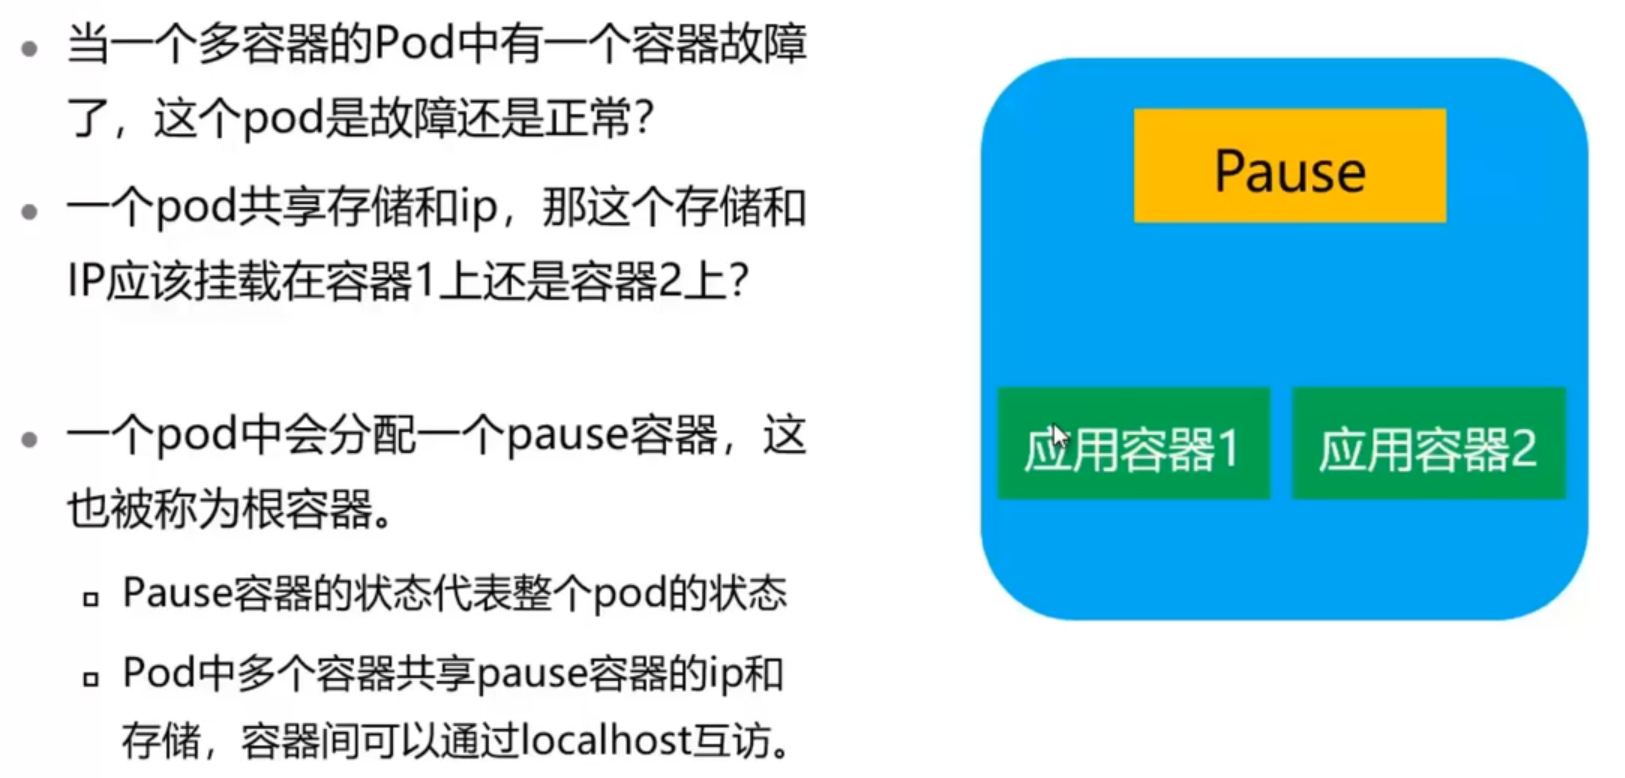 当一个多容器的Pod中有一个容器故障
了，这个pod是故障还是正常？
一个pod共享存储和ip，那这个存储和
IP应该挂载在容器1上还是容器2上？
一个pod中会分配一个pause容器，这
也被称为根容器。
Pause容器的状态代表整个pod的状态
Pod中多个容器共享pause容器的ip和
存储，容器间可以通过localhost互访。
Pause
应用容器1
应用容器2